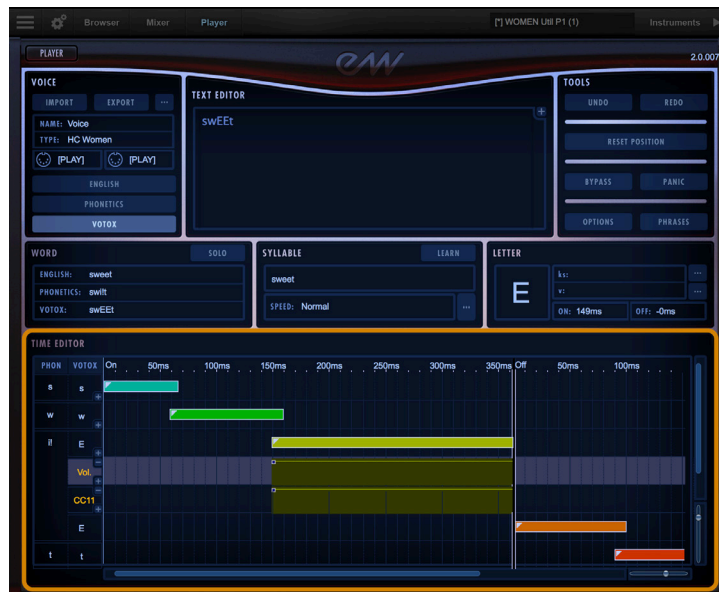 Browser Mixer Player [*] WOMEN Util P1 (1) Instruments
PLAYER
EW
2.0.007
VOICE
IMPORT EXPORT ...
NAME: Voice
TYPE: HC Women
[PLAY] [PLAY]
ENGLISH
PHONETICS
VOTOX
TEXT EDITOR
swEEt
+
TOOLS
UNDO REDO
RESET POSITION
BYPASS PANIC
OPTIONS PHRASES
WORD SOLO
ENGLISH: sweet
PHONETICS: swi!t
VOTOX: swEEt
SYLLABLE LEARN
sweet
SPEED: Normal ...
LETTER
E
ks: ...
v: ...
ON: 149ms OFF: -0ms
TIME EDITOR
PHON VOTOX On 50ms 100ms 150ms 200ms 250ms 300ms 350ms Off 50ms 100ms
s s
w w
i! E
Vol.
CC11
E
t t